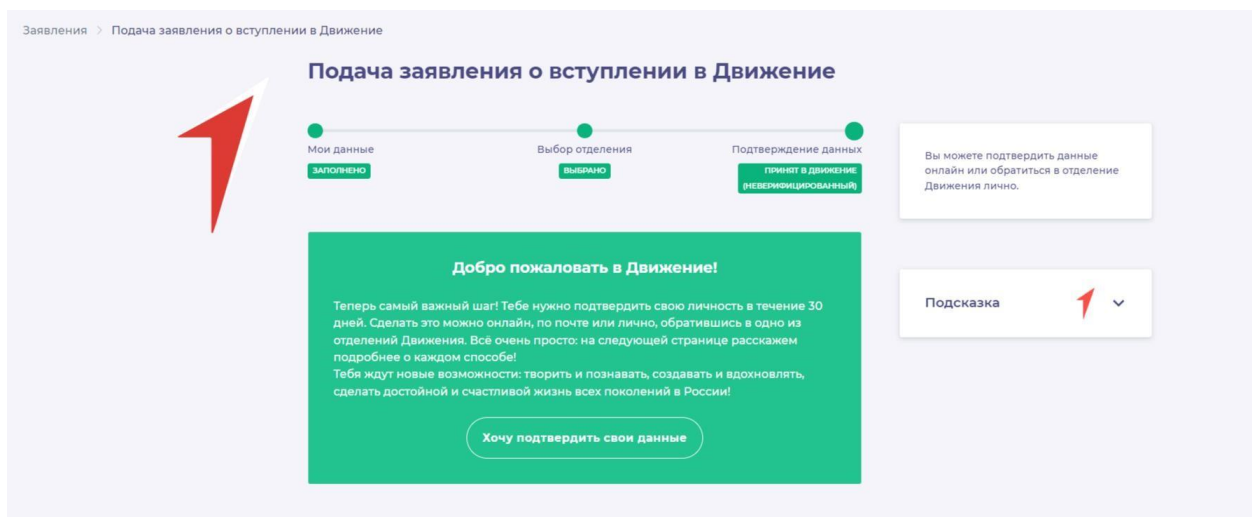 Заявления > Подача заявления о вступлении в Движение
Подача заявления о вступлении в Движение
Мои данные
ЗАПОЛНЕНО
Выбор отделения
ВЫБРАНО
Подтверждение данных
ПРИНЯТ В ДВИЖЕНИЕ
(НЕВЕРИФИЦИРОВАННЫЙ)
Вы можете подтвердить данные
онлайн или обратиться в отделение
Движения лично.
Добро пожаловать в Движение!
Теперь самый важный шаг! Тебе нужно подтвердить свою личность в течение 30
дней. Сделать это можно онлайн, по почте или лично, обратившись в одно из
отделений Движения. Всё очень просто: на следующей странице расскажем
подробнее о каждом способе!
Тебя ждут новые возможности: творить и познавать, создавать и вдохновлять,
сделать достойной и счастливой жизнь всех поколений в России!
Хочу подтвердить свои данные
Подсказка